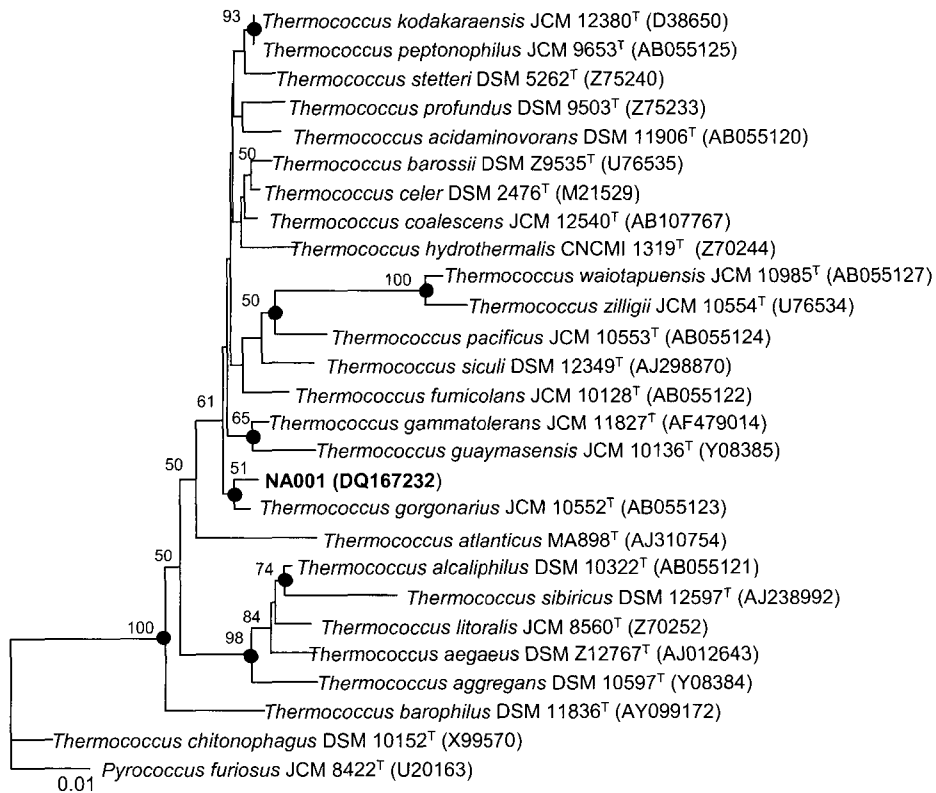 93
Thermococcus kodakaraensis JCM 12380ᵀ (D38650)
Thermococcus peptonophilus JCM 9653ᵀ (AB055125)
Thermococcus stetteri DSM 5262ᵀ (Z75240)
Thermococcus profundus DSM 9503ᵀ (Z75233)
Thermococcus acidaminovorans DSM 11906ᵀ (AB055120)
50
Thermococcus barossii DSM Z9535ᵀ (U76535)
Thermococcus celer DSM 2476ᵀ (M21529)
Thermococcus coalescens JCM 12540ᵀ (AB107767)
Thermococcus hydrothermalis CNCMI 1319ᵀ (Z70244)
100
Thermococcus waiotapuensis JCM 10985ᵀ (AB055127)
50
Thermococcus zilligii JCM 10554ᵀ (U76534)
Thermococcus pacificus JCM 10553ᵀ (AB055124)
Thermococcus siculi DSM 12349ᵀ (AJ298870)
Thermococcus fumicolans JCM 10128ᵀ (AB055122)
61
65
Thermococcus gammatolerans JCM 11827ᵀ (AF479014)
Thermococcus guaymasensis JCM 10136ᵀ (Y08385)
50
51
NA001 (DQ167232)
Thermococcus gorgonarius JCM 10552ᵀ (AB055123)
Thermococcus atlanticus MA898ᵀ (AJ310754)
50
74
Thermococcus alcaliphilus DSM 10322ᵀ (AB055121)
Thermococcus sibiricus DSM 12597ᵀ (AJ238992)
84
Thermococcus litoralis JCM 8560ᵀ (Z70252)
100
98
Thermococcus aegaeus DSM Z12767ᵀ (AJ012643)
Thermococcus aggregans DSM 10597ᵀ (Y08384)
Thermococcus barophilus DSM 11836ᵀ (AY099172)
Thermococcus chitonophagus DSM 10152ᵀ (X99570)
Pyrococcus furiosus JCM 8422ᵀ (U20163)
0.01